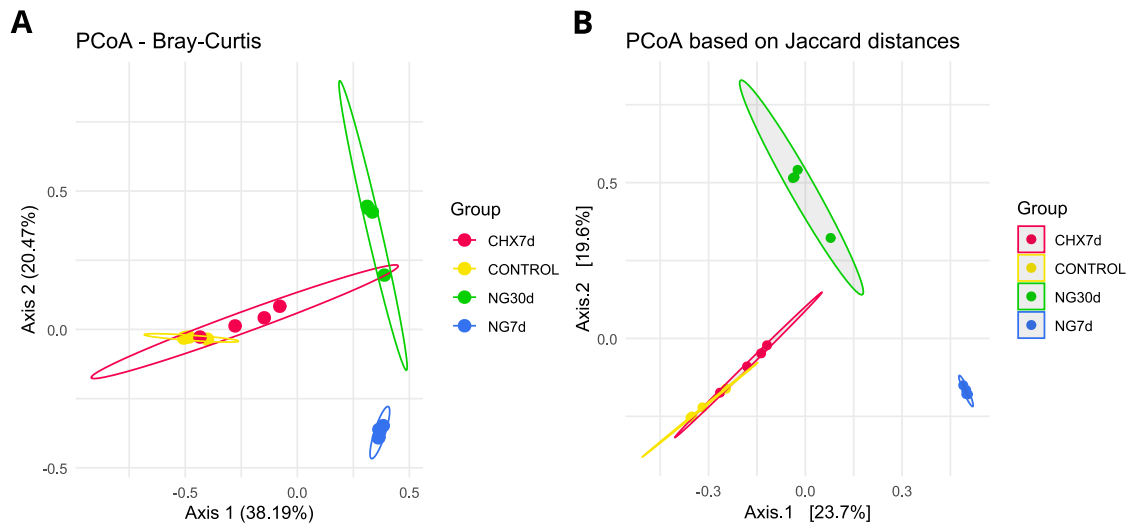 A
PCoA - Bray-Curtis
Axis 2 (20.47%)
0.5
0.0
-0.5
-0.5
0.0
0.5
Axis 1 (38.19%)
Group
CHX7d
CONTROL
NG30d
NG7d
B
PCoA based on Jaccard distances
Axis.2 [19.6%]
0.5
0.0
-0.3
0.0
0.3
Axis.1 [23.7%]
Group
CHX7d
CONTROL
NG30d
NG7d